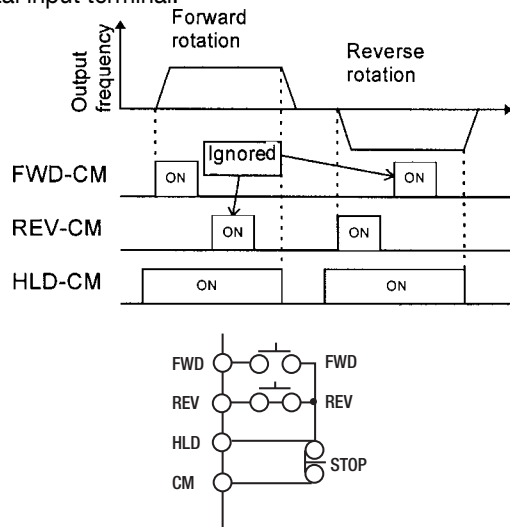 al input terminal.
Forward
rotation
Reverse
rotation
Output
frequency
Ignored
FWD-CM
ON
ON
REV-CM
ON
ON
HLD-CM
ON
ON
FWD
FWD
REV
REV
HLD
STOP
CM